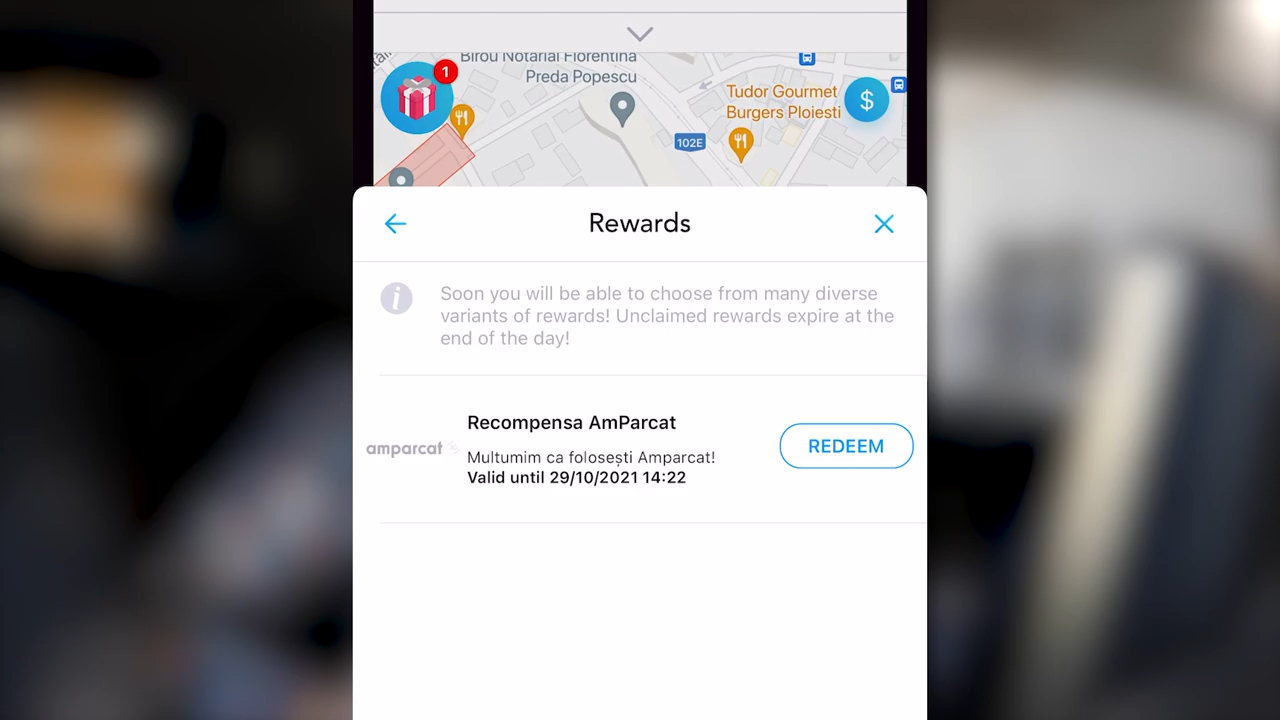 Birou Notarial Florentina
Preda Popescu
1
Tudor Gourmet
Burgers Ploiesti
$
102E
Rewards
Soon you will be able to choose from many diverse
variants of rewards! Unclaimed rewards expire at the
end of the day!
amparcat
Recompensa AmParcat
Multumim ca folosești Amparcat!
Valid until 29/10/2021 14:22
REDEEM